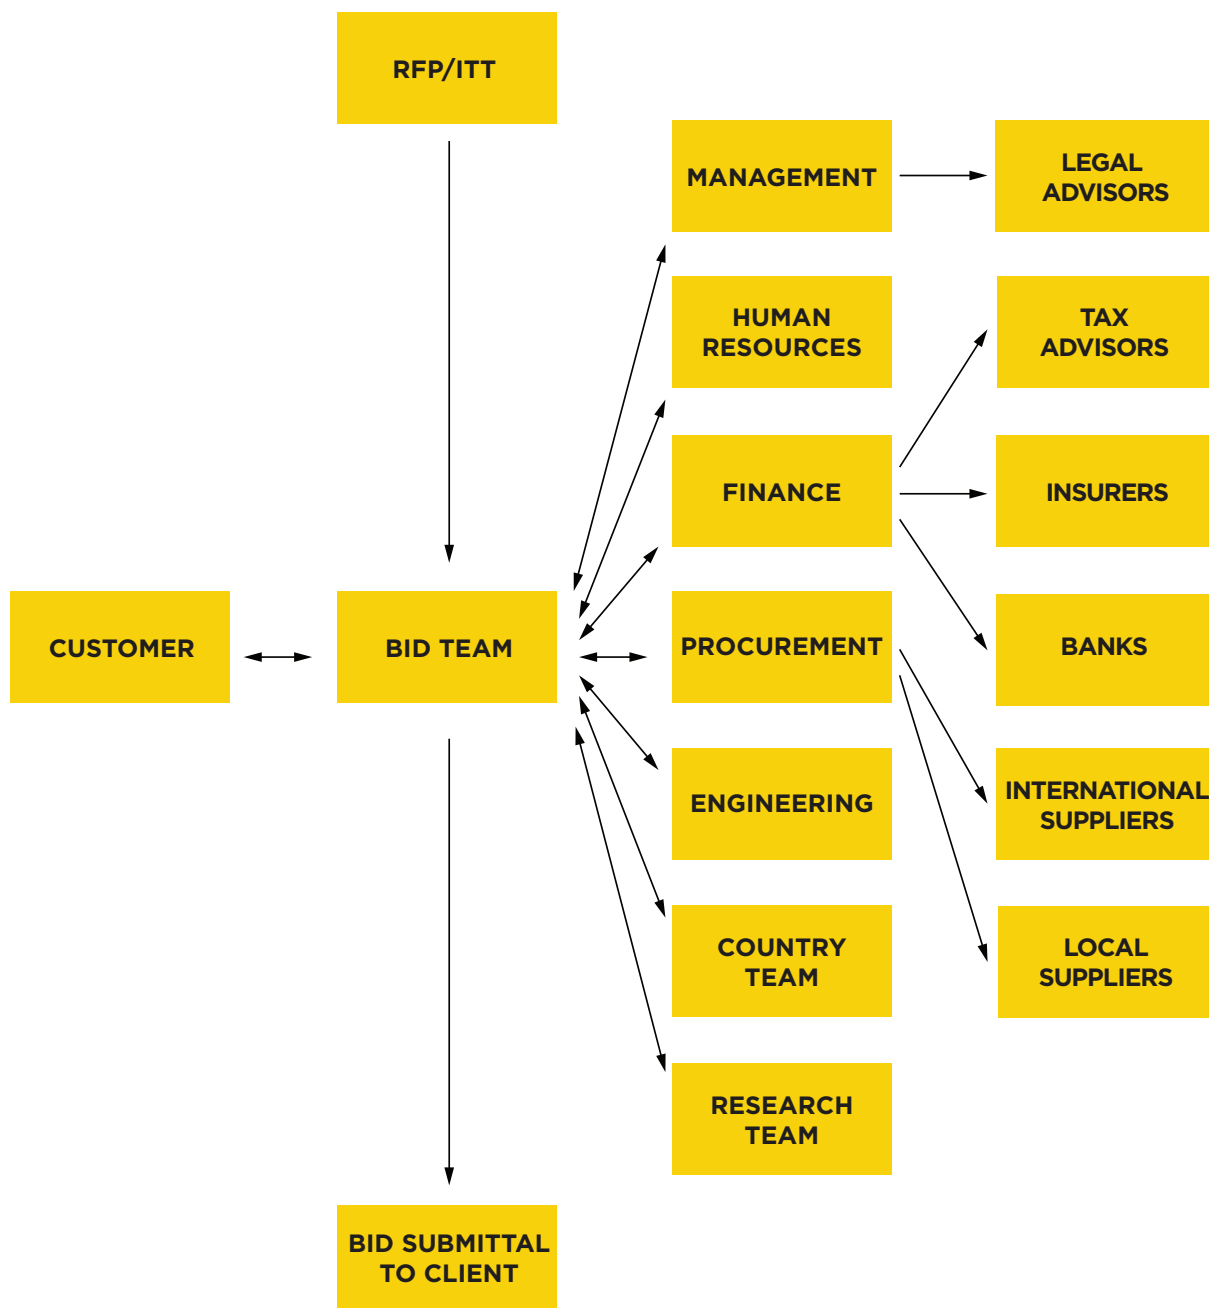 RFP/ITT
MANAGEMENT
LEGAL
ADVISORS
HUMAN
RESOURCES
TAX
ADVISORS
FINANCE
INSURERS
CUSTOMER
BID TEAM
PROCUREMENT
BANKS
ENGINEERING
INTERNATIONAL
SUPPLIERS
COUNTRY
TEAM
LOCAL
SUPPLIERS
RESEARCH
TEAM
BID SUBMITTAL
TO CLIENT